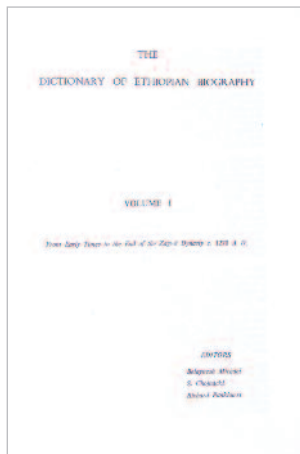 THE
DICTIONARY OF ETHIOPIAN BIOGRAPHY
VOLUME I
From Early Times to the End of the Zagwé Dynasty c. 1270 A. D.
EDITORS
Belaynesh Michael
S. Chojnacki
Richard Pankhurst